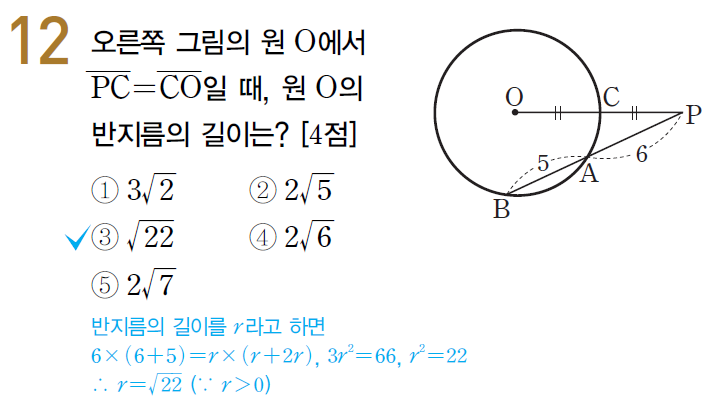 12 오른쪽 그림의 원 O에서
\overline{PC}=\overline{CO}일 때, 원 O의
반지름의 길이는? [4점]
① 3√2 ② 2√5
③ √22 ④ 2√6
⑤ 2√7
반지름의 길이를 r라고 하면
6×(6+5)=r×(r+2r), 3r²=66, r²=22
∴ r=√22 (∵ r>0)
O C
P
5 6
A
B